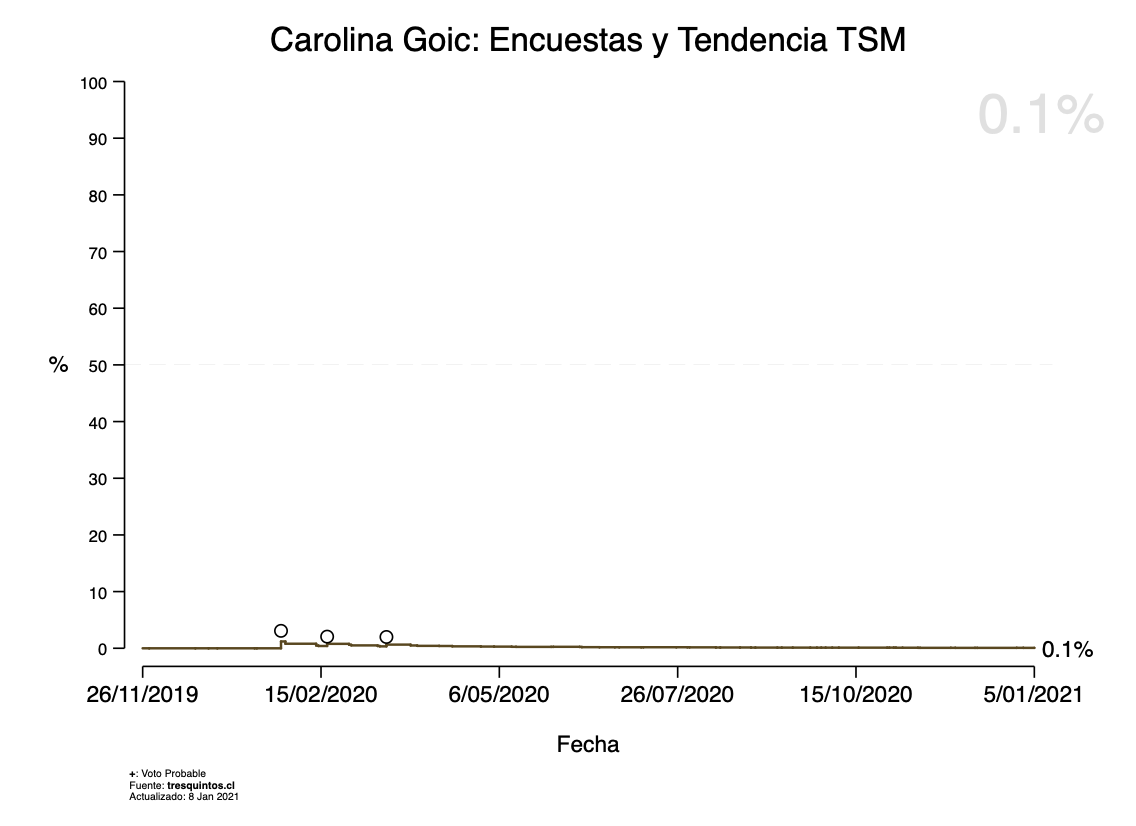 Carolina Goic: Encuestas y Tendencia TSM
0.1%
100
90
80
70
60
% 50
40
30
20
10
0
0.1%
26/11/2019 15/02/2020 6/05/2020 26/07/2020 15/10/2020 5/01/2021
Fecha
+: Voto Probable
Fuente: tresquintos.cl
Actualizado: 8 Jan 2021